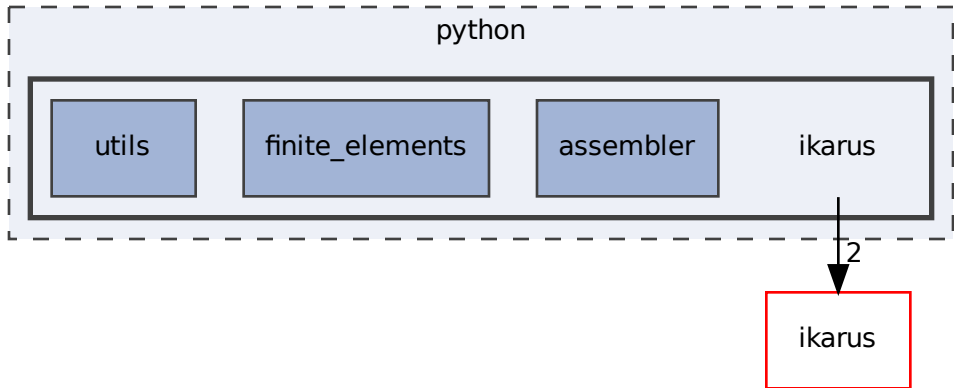 python
utils
finite_elements
assembler
ikarus
2
ikarus